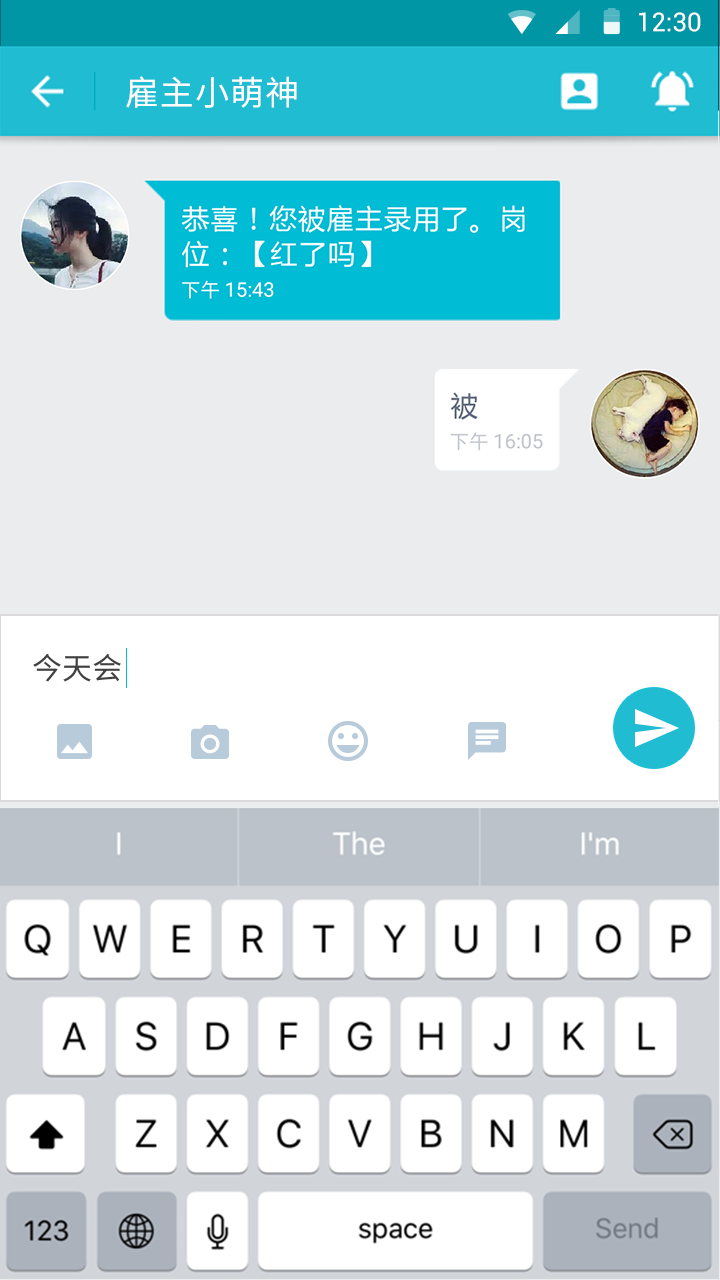 12:30
雇主小萌神
恭喜！您被雇主录用了。岗
位：【红了吗】
下午 15:43
被
下午 16:05
今天会
I The I'm
Q W E R T Y U I O P
A S D F G H J K L
Z X C V B N M
123 space Send